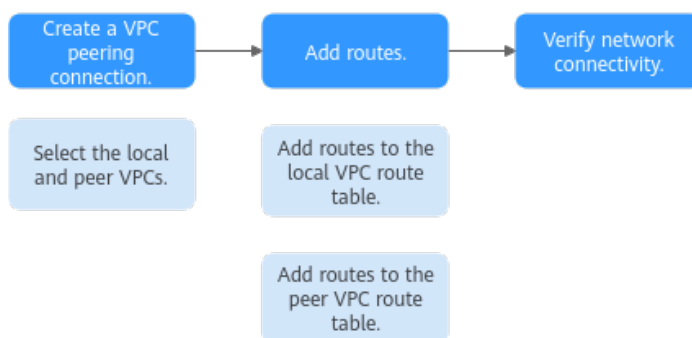 Create a VPC
peering
connection.
Add routes.
Verify network
connectivity.
Select the local
and peer VPCs.
Add routes to the
local VPC route
table.
Add routes to the
peer VPC route
table.